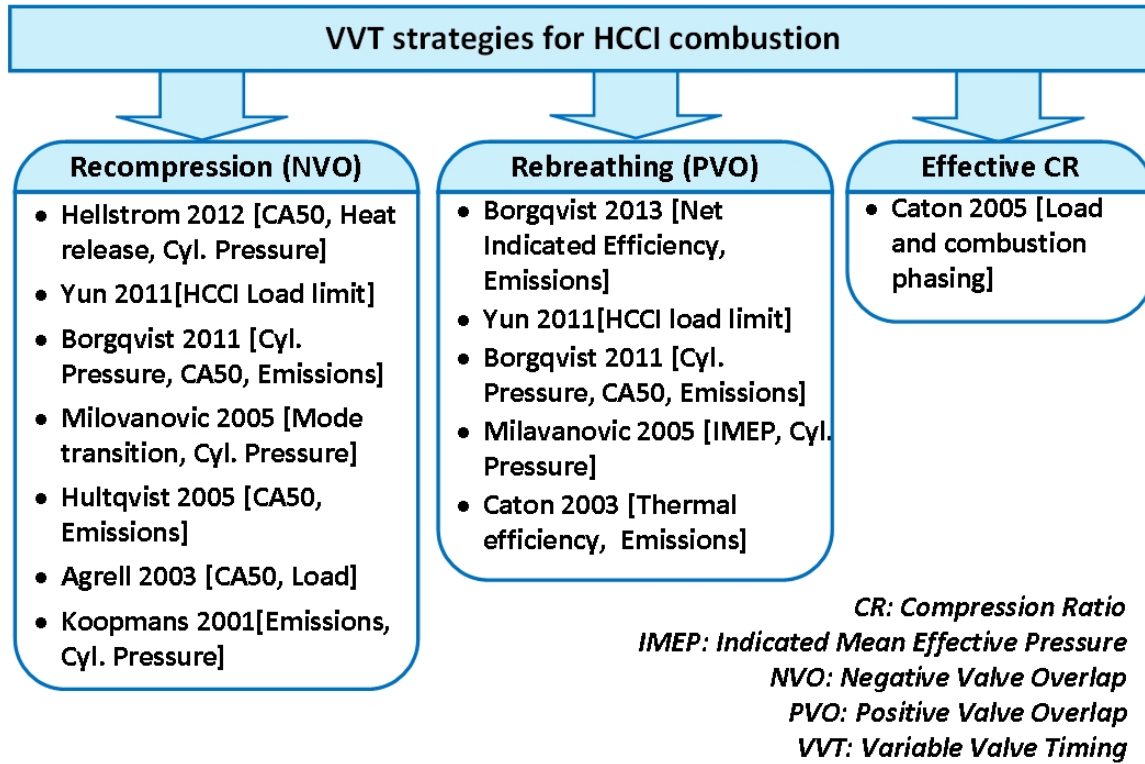 VVT strategies for HCCI combustion
Recompression (NVO)
• Hellstrom 2012 [CA50, Heat
release, Cyl. Pressure]
• Yun 2011[HCCI Load limit]
• Borgqvist 2011 [Cyl.
Pressure, CA50, Emissions]
• Milovanovic 2005 [Mode
transition, Cyl. Pressure]
• Hultqvist 2005 [CA50,
Emissions]
• Agrell 2003 [CA50, Load]
• Koopmans 2001[Emissions,
Cyl. Pressure]
Rebreathing (PVO)
• Borgqvist 2013 [Net
Indicated Efficiency,
Emissions]
• Yun 2011[HCCI load limit]
• Borgqvist 2011 [Cyl.
Pressure, CA50, Emissions]
• Milavanovic 2005 [IMEP, Cyl.
Pressure]
• Caton 2003 [Thermal
efficiency, Emissions]
Effective CR
• Caton 2005 [Load
and combustion
phasing]
CR: Compression Ratio
IMEP: Indicated Mean Effective Pressure
NVO: Negative Valve Overlap
PVO: Positive Valve Overlap
VVT: Variable Valve Timing